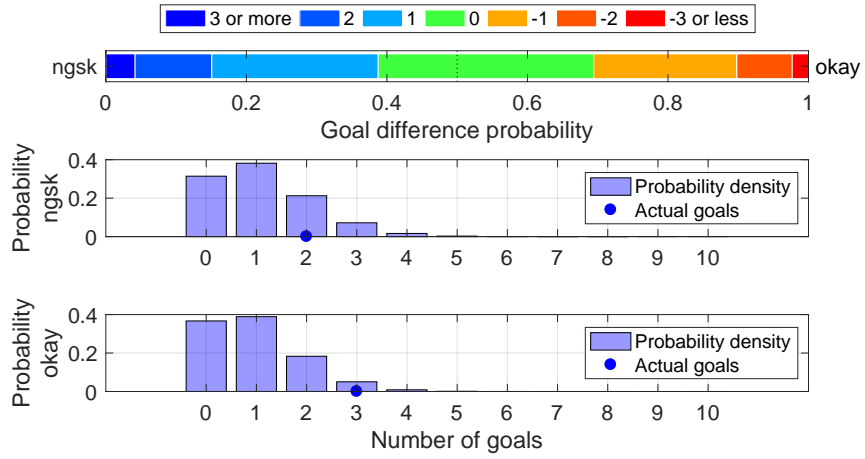 3 or more 2 1 0 -1 -2 -3 or less
ngsk okay
0 0.2 0.4 0.6 0.8 1
Goal difference probability
Probability
ngsk
0.4
0.2
0
Probability density
Actual goals
0 1 2 3 4 5 6 7 8 9 10
Probability
okay
0.4
0.2
0
Probability density
Actual goals
0 1 2 3 4 5 6 7 8 9 10
Number of goals